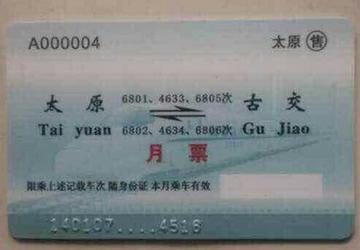 A000004 太原 售
太原 6801、4633、6805次 古交
Tai yuan 6802、4634、6806次 Gu Jiao
月票
限乘上述记载车次 随身份证 本月乘车有效
140107....4516